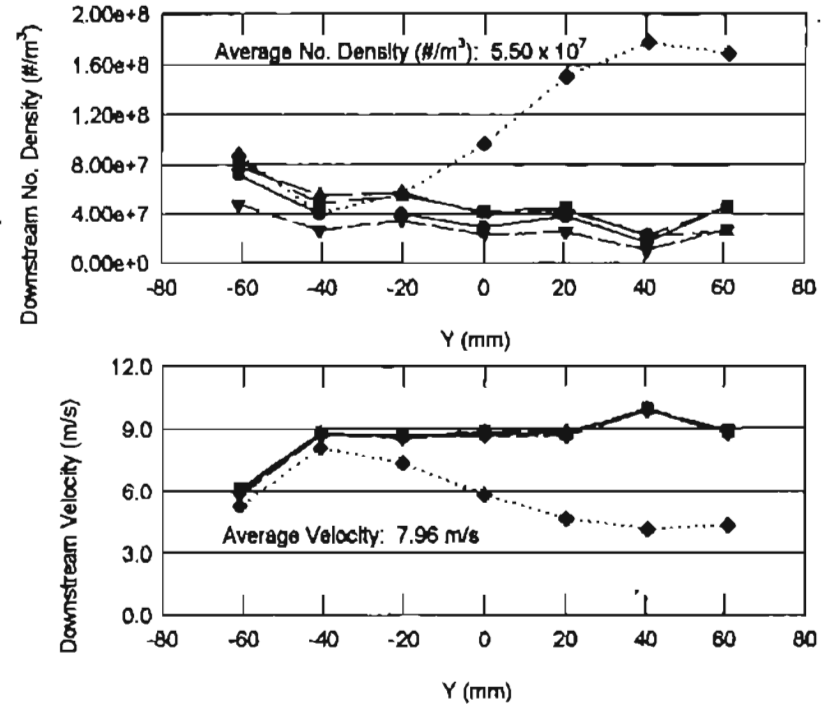 Downstream No. Density (#/m³)
2.00e+8
1.60e+8
1.20e+8
8.00e+7
4.00e+7
0.00e+0
Average No. Density (#/m³): 5.50 x 10⁷
-80 -60 -40 -20 0 20 40 60 80
Y (mm)
Downstream Velocity (m/s)
12.0
9.0
6.0
3.0
0.0
Average Velocity: 7.96 m/s
-80 -60 -40 -20 0 20 40 60 80
Y (mm)